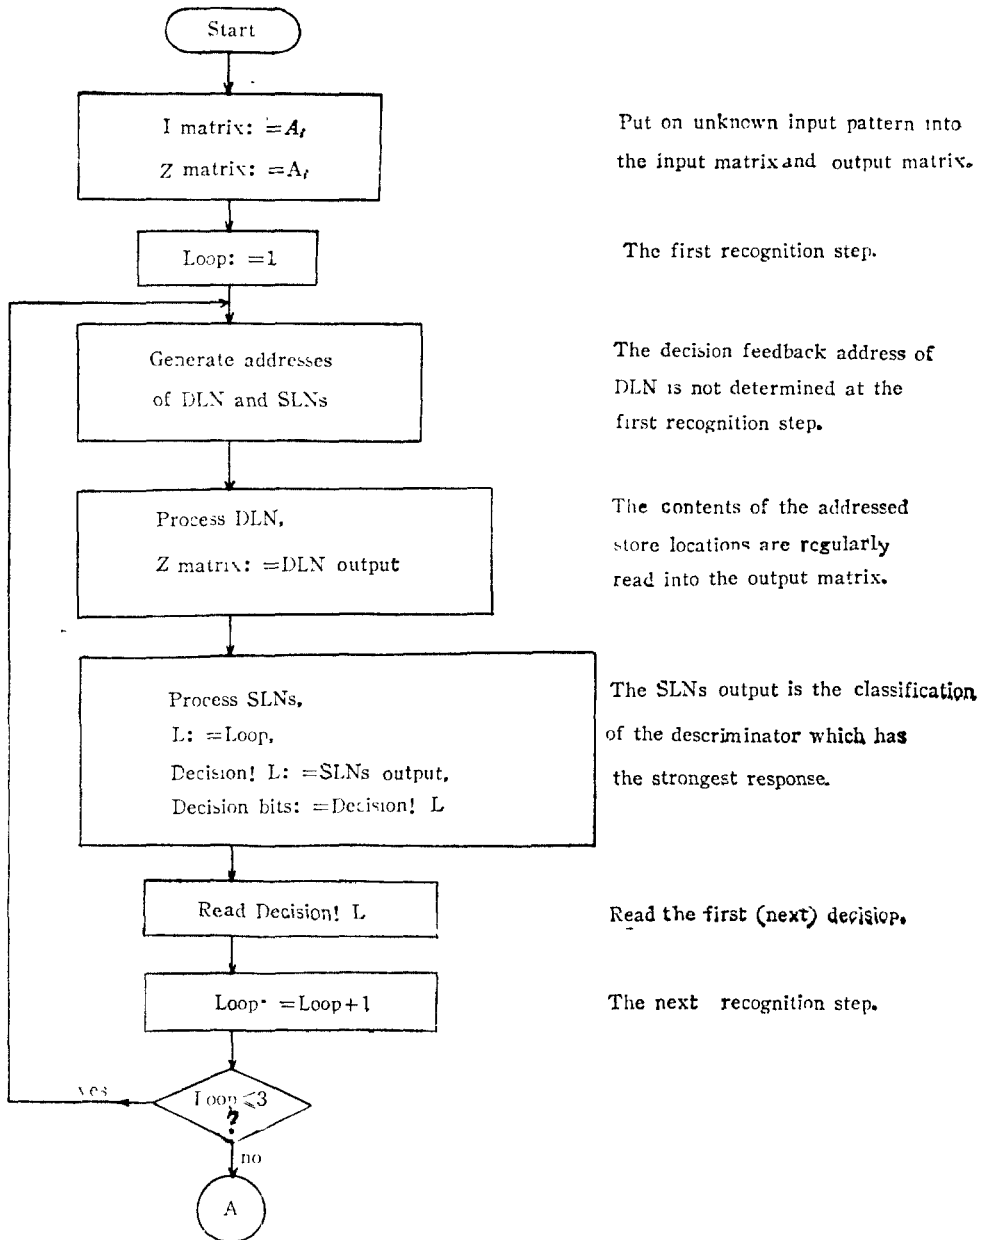 Start
I matrix: =Aₜ
Z matrix: =Aₜ
Put on unknown input pattern into
the input matrix and output matrix.
Loop: =1
The first recognition step.
Generate addresses
of DLN and SLNs
The decision feedback address of
DLN is not determined at the
first recognition step.
Process DLN,
Z matrix: =DLN output
The contents of the addressed
store locations are regularly
read into the output matrix.
Process SLNs,
L: =Loop,
Decision! L: =SLNs output,
Decision bits: =Decision! L
The SLNs output is the classification
of the descriminator which has
the strongest response.
Read Decision! L
Read the first (next) decision.
Loop: =Loop+1
The next recognition step.
Loop ⩽3
?
yes
no
A